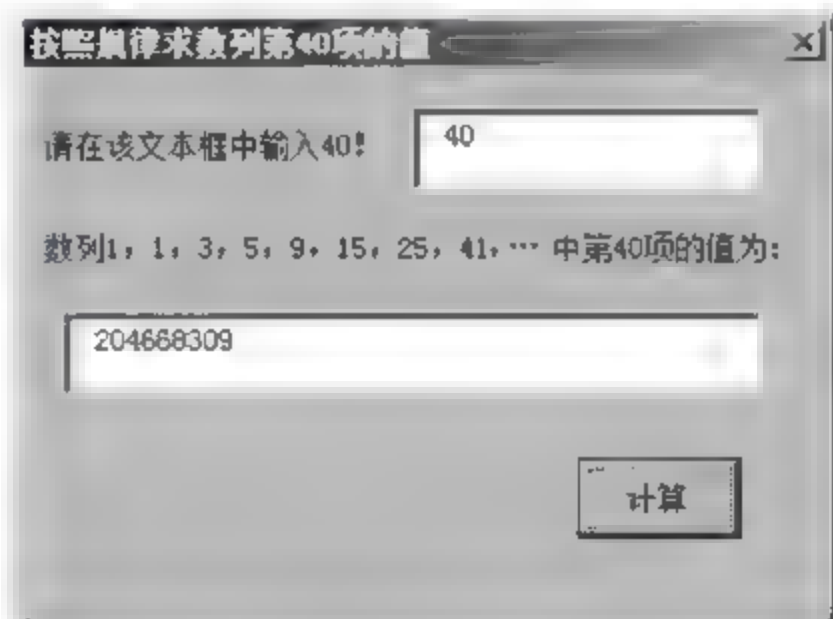 按照规律求数列第40项的值
请在该文本框中输入40!
40
数列1, 1, 3, 5, 9, 15, 25, 41, … 中第40项的值为:
204668309
计算